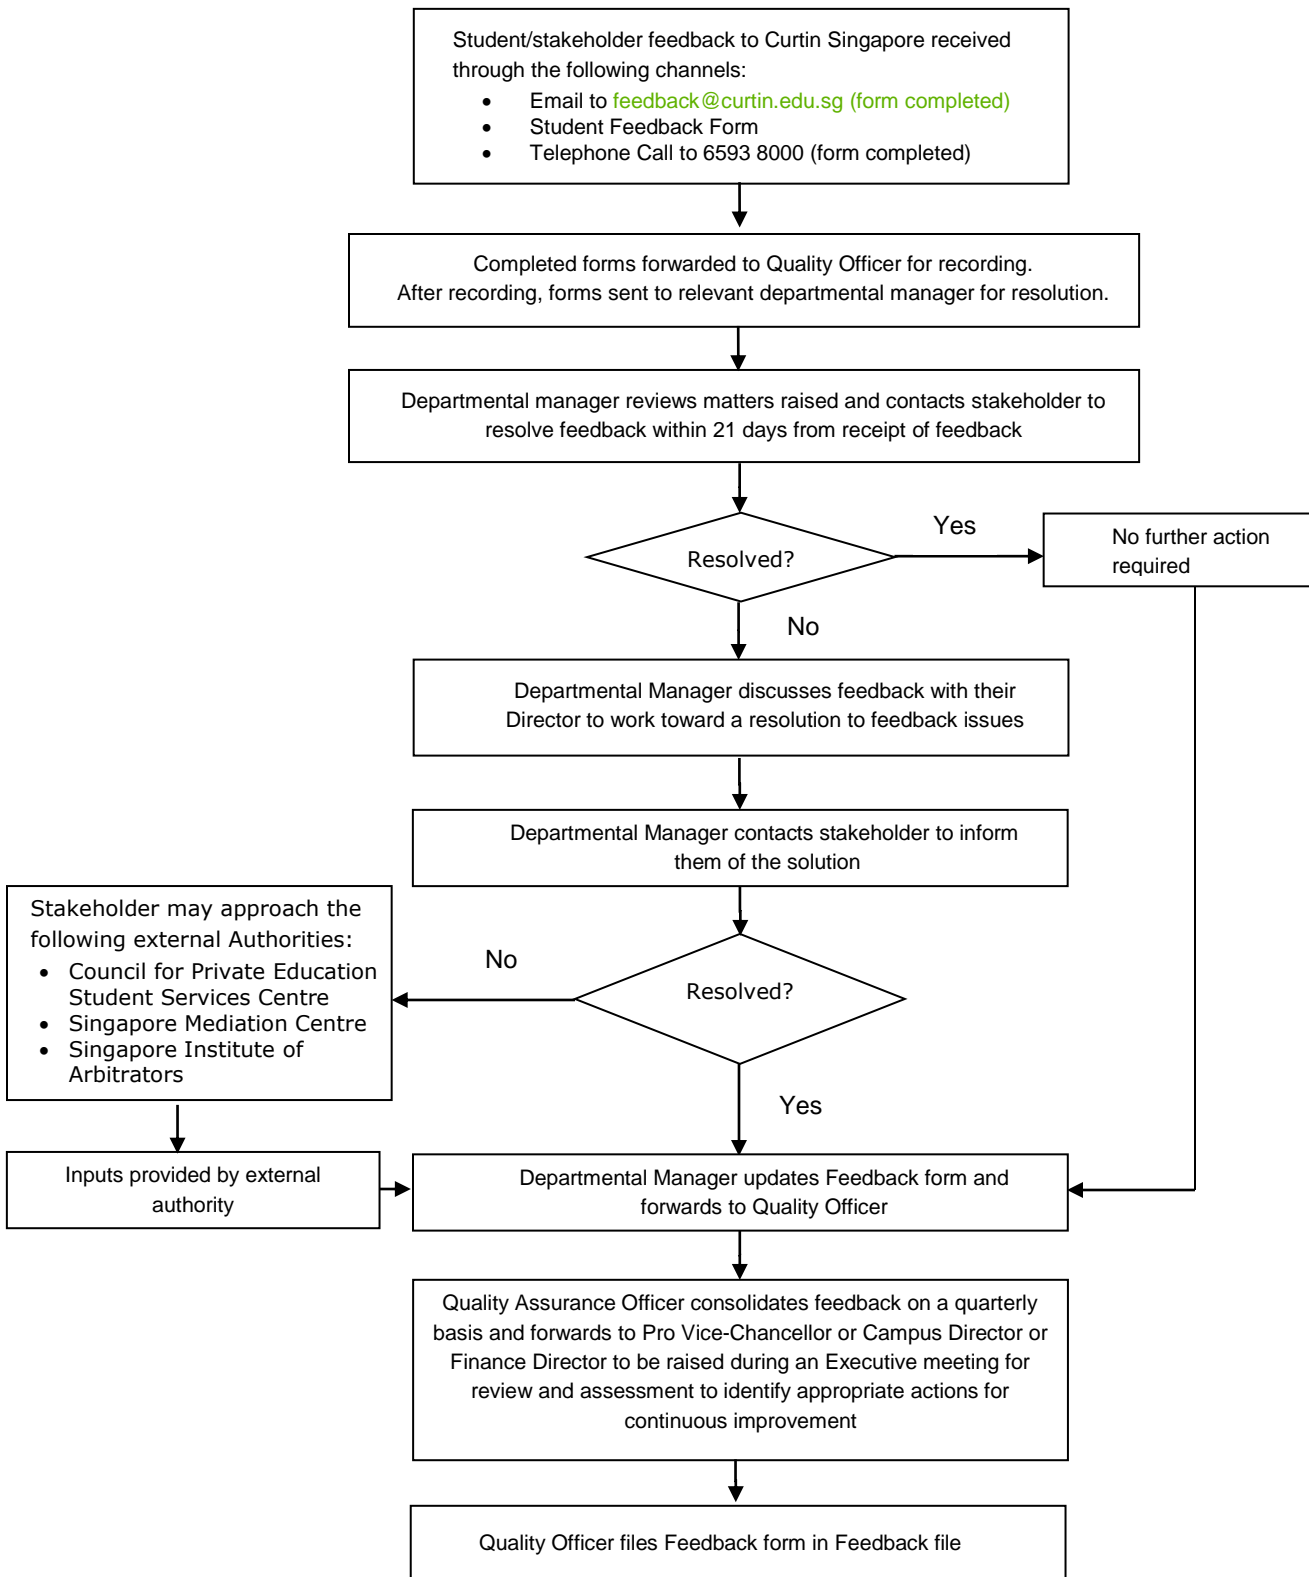 Student/stakeholder feedback to Curtin Singapore received
through the following channels:
• Email to feedback@curtin.edu.sg (form completed)
• Student Feedback Form
• Telephone Call to 6593 8000 (form completed)
Completed forms forwarded to Quality Officer for recording.
After recording, forms sent to relevant departmental manager for resolution.
Departmental manager reviews matters raised and contacts stakeholder to
resolve feedback within 21 days from receipt of feedback
Resolved?
Yes
No further action
required
No
Departmental Manager discusses feedback with their
Director to work toward a resolution to feedback issues
Departmental Manager contacts stakeholder to inform
them of the solution
Resolved?
No
Stakeholder may approach the
following external Authorities:
• Council for Private Education
Student Services Centre
• Singapore Mediation Centre
• Singapore Institute of
Arbitrators
Yes
Inputs provided by external
authority
Departmental Manager updates Feedback form and
forwards to Quality Officer
Quality Assurance Officer consolidates feedback on a quarterly
basis and forwards to Pro Vice-Chancellor or Campus Director or
Finance Director to be raised during an Executive meeting for
review and assessment to identify appropriate actions for
continuous improvement
Quality Officer files Feedback form in Feedback file